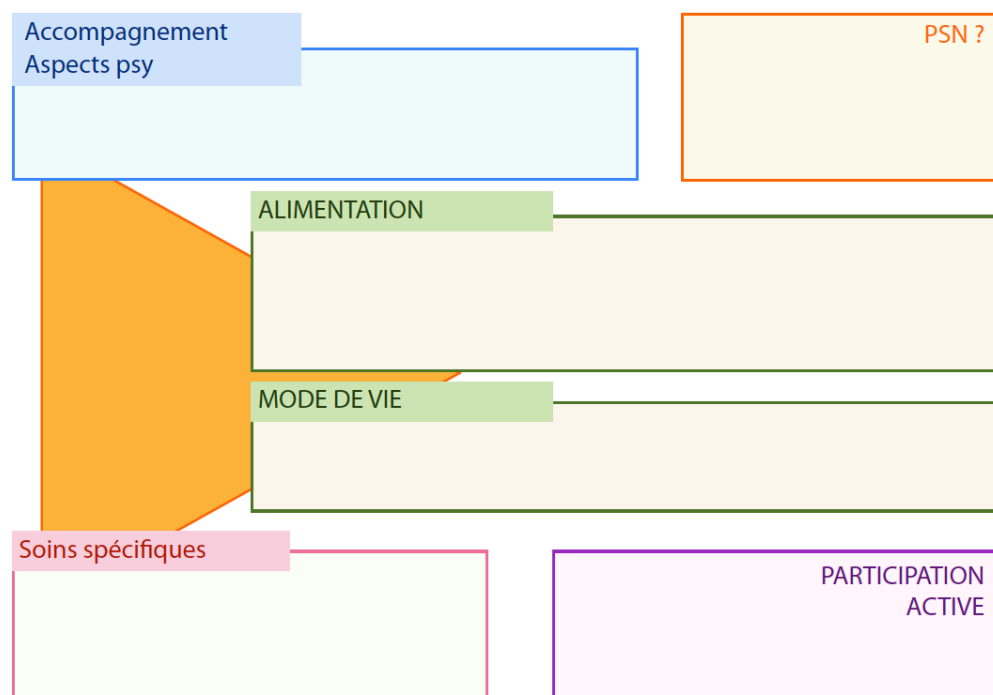 Accompagnement
Aspects psy
PSN ?
ALIMENTATION
MODE DE VIE
Soins spécifiques
PARTICIPATION
ACTIVE